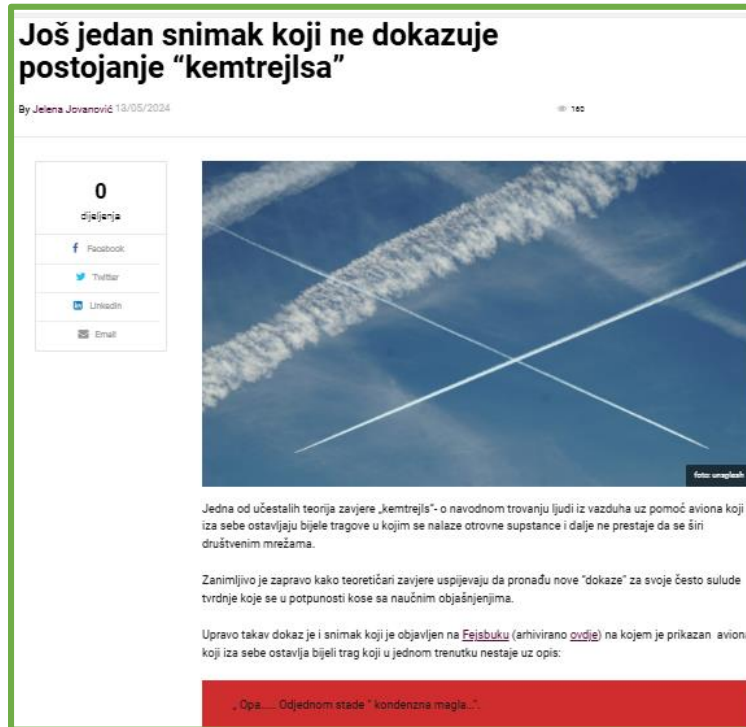 Još jedan snimak koji ne dokazuje
postojanje “kemtrejlsa”
By Jelena Jovanović 13/05/2024
160
0
dijeljenja
Facebook
Twitter
Linkedin
Email
foto: unsplash
Jedna od učestalih teorija zavjere „kemtrejls”- o navodnom trovanju ljudi iz vazduha uz pomoć aviona koji
iza sebe ostavljaju bijele tragove u kojim se nalaze otrovne supstance i dalje ne prestaje da se širi
društvenim mrežama.
Zanimljivo je zapravo kako teoretičari zavjere uspijevaju da pronađu nove “dokaze” za svoje često sulude
tvrdnje koje se u potpunosti kose sa naučnim objašnjenjima.
Upravo takav dokaz je i snimak koji je objavljen na Fejsbuku (arhivirano ovdje) na kojem je prikazan avion
koji iza sebe ostavlja bijeli trag koji u jednom trenutku nestaje uz opis:
„ Opa..... Odjednom stade “ kondenzna magla...”.